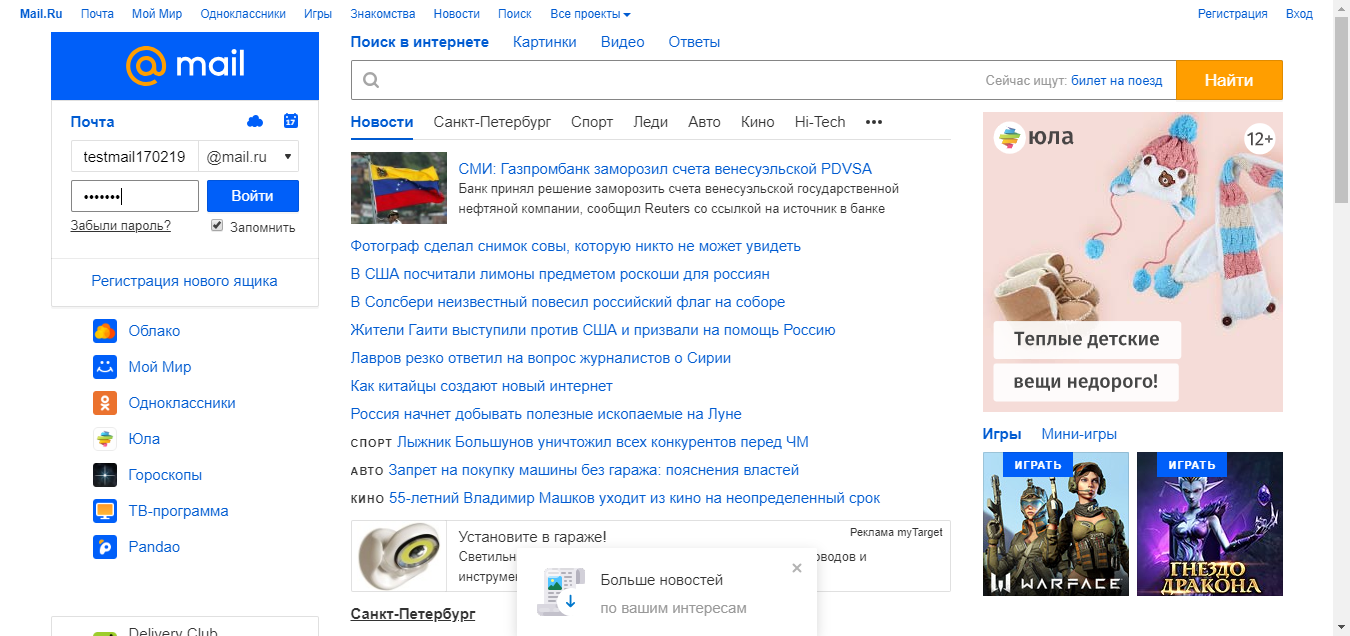 Mail.Ru Почта Мой Мир Одноклассники Игры Знакомства Новости Поиск Все проекты Регистрация Вход
@mail
Почта 17
testmail170219 @mail.ru
••••••• Войти
Забыли пароль? Запомнить
Регистрация нового ящика
Облако
Мой Мир
Одноклассники
Юла
Гороскопы
ТВ-программа
Pandao
Delivery Club
Поиск в интернете Картинки Видео Ответы
Сейчас ищут: билет на поезд Найти
Новости Санкт-Петербург Спорт Леди Авто Кино Hi-Tech •••
СМИ: Газпромбанк заморозил счета венесуэльской PDVSA
Банк принял решение заморозить счета венесуэльской государственной
нефтяной компании, сообщил Reuters со ссылкой на источник в банке
Фотограф сделал снимок совы, которую никто не может увидеть
В США посчитали лимоны предметом роскоши для россиян
В Солсбери неизвестный повесил российский флаг на соборе
Жители Гаити выступили против США и призвали на помощь Россию
Лавров резко ответил на вопрос журналистов о Сирии
Как китайцы создают новый интернет
Россия начнет добывать полезные ископаемые на Луне
СПОРТ Лыжник Большунов уничтожил всех конкурентов перед ЧМ
АВТО Запрет на покупку машины без гаража: пояснения властей
КИНО 55-летний Владимир Машков уходит из кино на неопределенный срок
Установите в гараже! Реклама myTarget
Санкт-Петербург
Больше новостей
по вашим интересам
юла 12+
Теплые детские
вещи недорого!
Игры Мини-игры
ИГРАТЬ ИГРАТЬ
WARFACE
ГНЕЗДО
ДРАКОНА